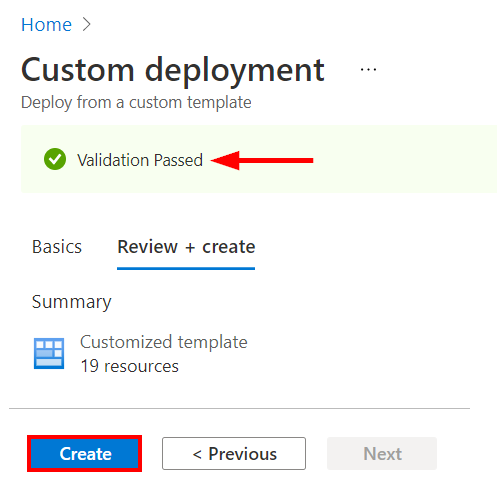 Home
Custom deployment ...
Deploy from a custom template
Validation Passed
Basics Review + create
Summary
Customized template
19 resources
Create < Previous Next